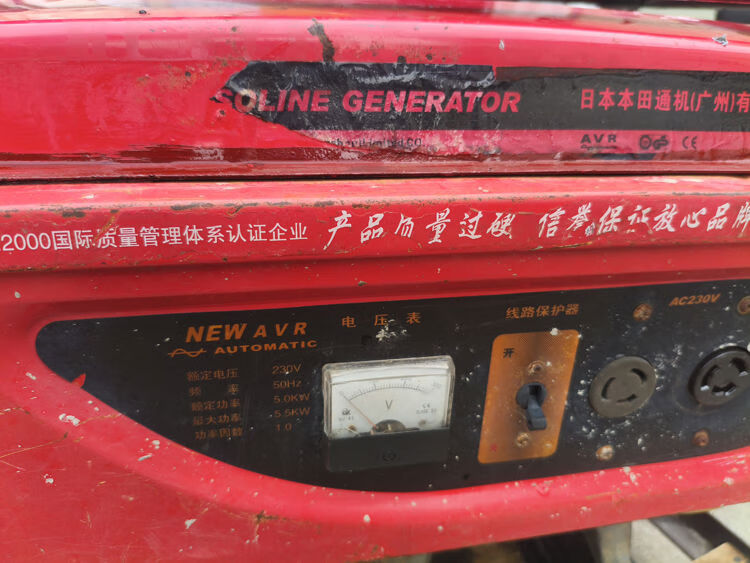 SOLINE GENERATOR
日本本田通机(广州)有
AVR
CE
2000国际质量管理体系认证企业
产品质量过硬 信誉保证放心品牌
NEW AVR
AUTOMATIC
额定电压 230V
频率 50Hz
额定功率 5.0KW
最大功率 5.5KW
功率因数 1.0
电压表
V
线路保护器
开
AC230V